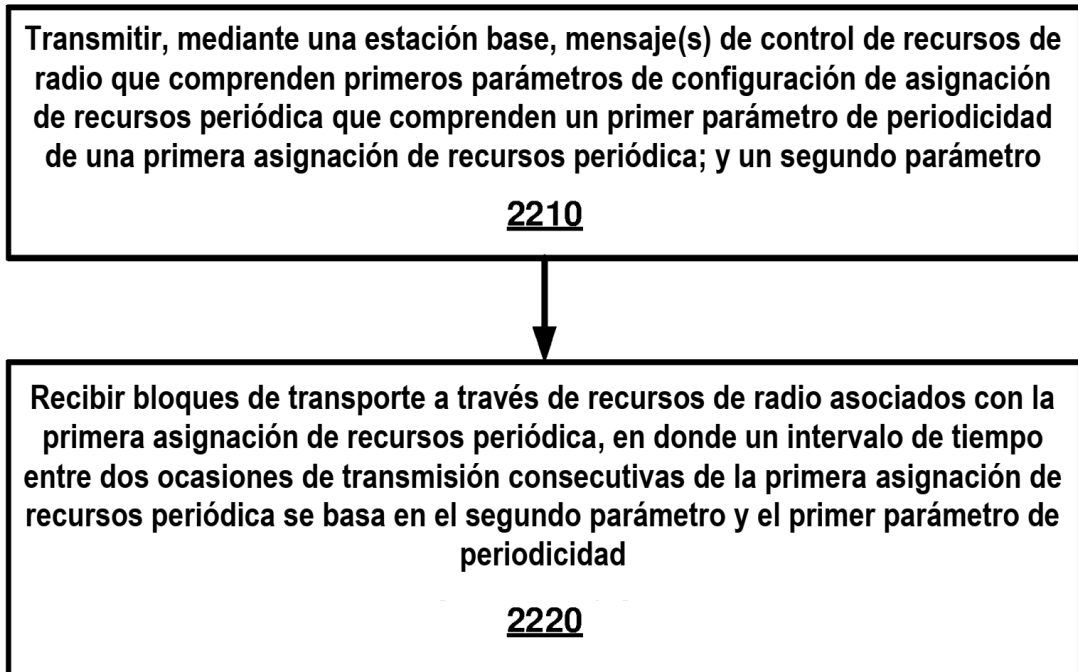 Transmitir, mediante una estación base, mensaje(s) de control de recursos de
radio que comprenden primeros parámetros de configuración de asignación
de recursos periódica que comprenden un primer parámetro de periodicidad
de una primera asignación de recursos periódica; y un segundo parámetro
2210
Recibir bloques de transporte a través de recursos de radio asociados con la
primera asignación de recursos periódica, en donde un intervalo de tiempo
entre dos ocasiones de transmisión consecutivas de la primera asignación de
recursos periódica se basa en el segundo parámetro y el primer parámetro de
periodicidad
2220